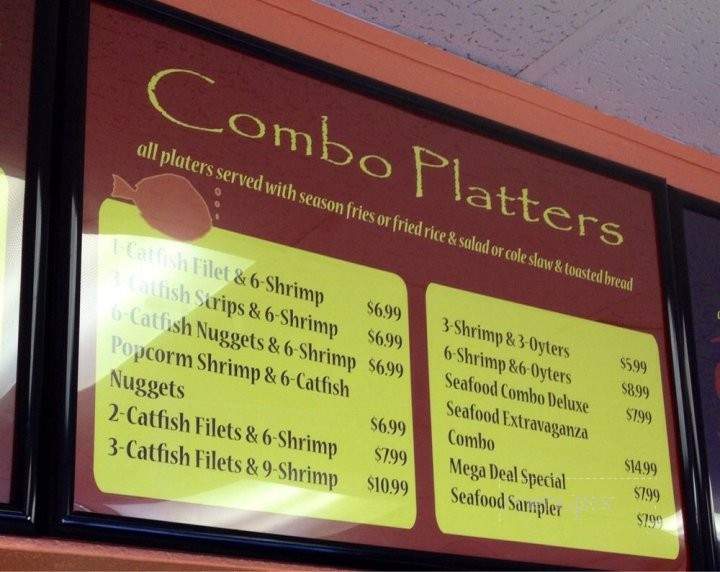 Combo Platters
all platers served with season fries or fried rice & salad or cole slaw & toasted bread
1-Catfish Filet & 6-Shrimp $6.99
3-Catfish Strips & 6-Shrimp $6.99
6-Catfish Nuggets & 6-Shrimp $6.99
Popcorm Shrimp & 6-Catfish
Nuggets $6.99
2-Catfish Filets & 6-Shrimp $7.99
3-Catfish Filets & 9-Shrimp $10.99
3-Shrimp & 3-Oyters $5.99
6-Shrimp &6-Oyters $8.99
Seafood Combo Deluxe $7.99
Seafood Extravaganza
Combo $14.99
Mega Deal Special $7.99
Seafood Sampler $7.99